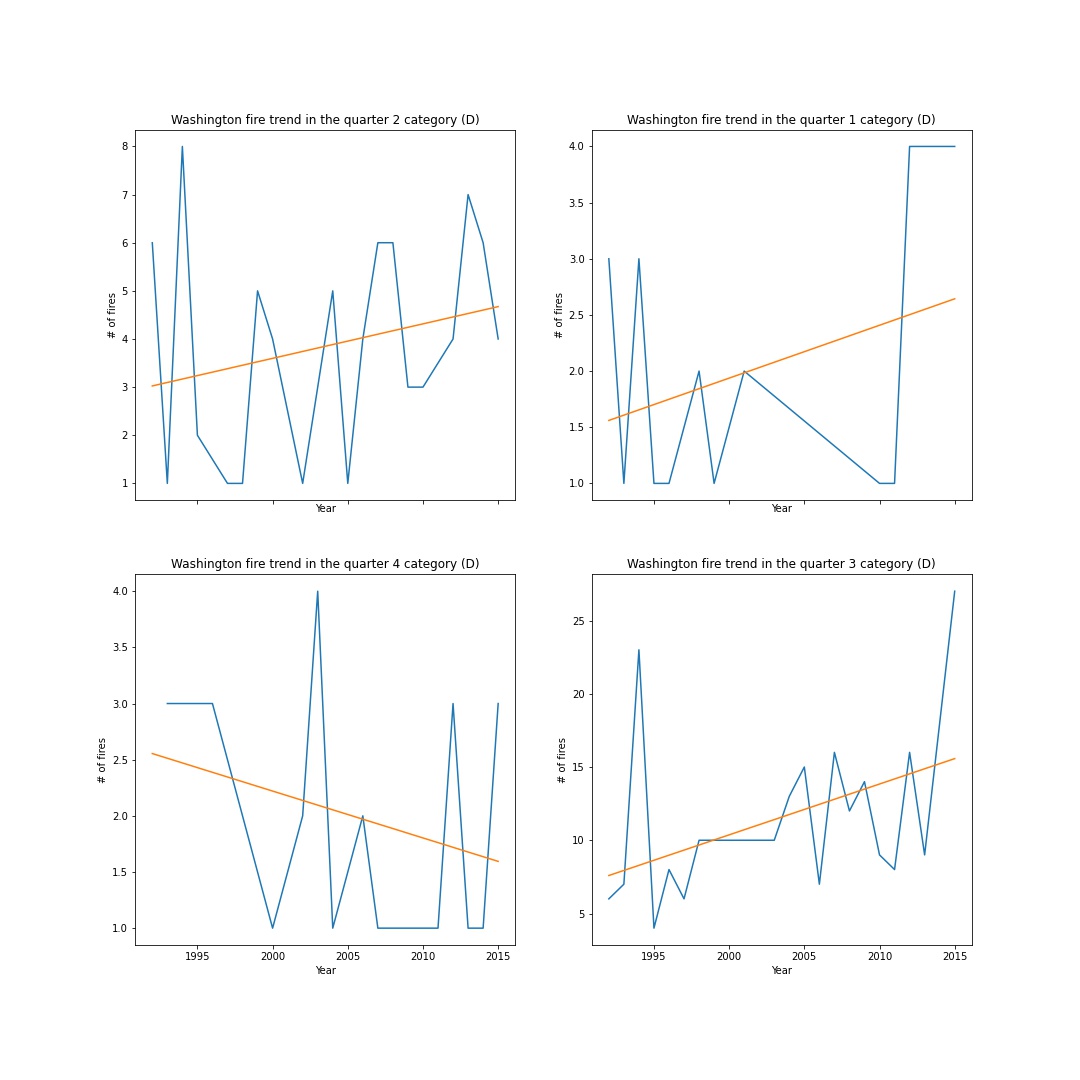 Washington fire trend in the quarter 2 category (D)
8
7
6
5
4
3
2
1
# of fires
Year
Washington fire trend in the quarter 1 category (D)
4.0
3.5
3.0
2.5
2.0
1.5
1.0
# of fires
Year
Washington fire trend in the quarter 4 category (D)
4.0
3.5
3.0
2.5
2.0
1.5
1.0
# of fires
1995 2000 2005 2010 2015
Year
Washington fire trend in the quarter 3 category (D)
25
20
15
10
5
# of fires
1995 2000 2005 2010 2015
Year